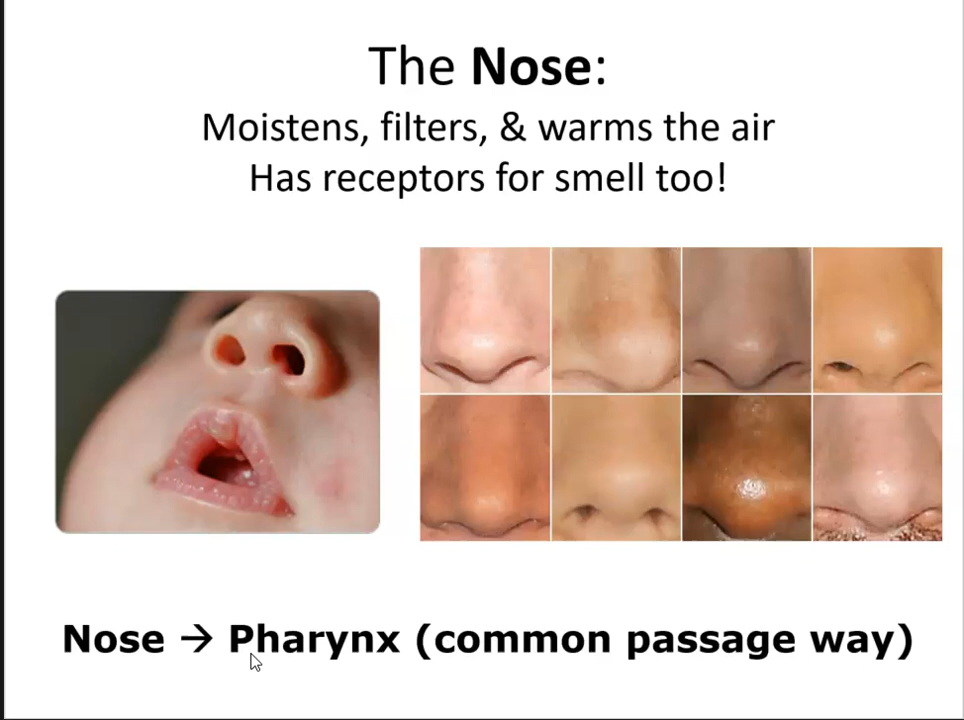 The Nose:
Moistens, filters, & warms the air
Has receptors for smell too!
Nose → Pharynx (common passage way)